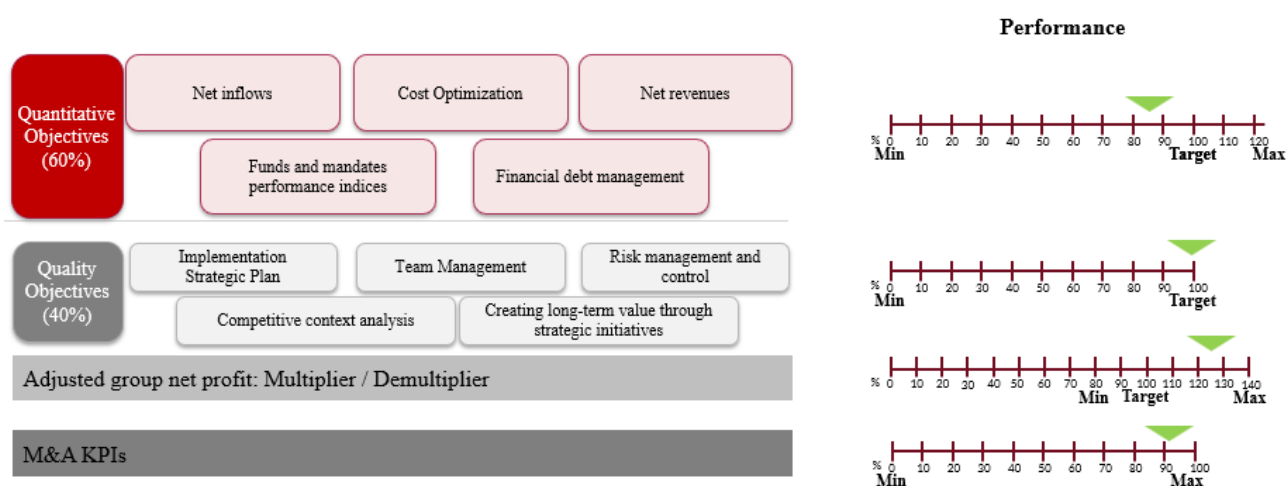 Performance
Quantitative
Objectives
(60%)
Net inflows
Cost Optimization
Net revenues
Funds and mandates
performance indices
Financial debt management
% 0 10 20 30 40 50 60 70 80 90 100 110 120
Min Target Max
Quality
Objectives
(40%)
Implementation
Strategic Plan
Team Management
Risk management and
control
Competitive context analysis
Creating long-term value through
strategic initiatives
% 0 10 20 30 40 50 60 70 80 90 100
Min Target
Adjusted group net profit: Multiplier / Demultiplier
% 0 10 20 30 40 50 60 70 80 90 100 110 120 130 140
Min Target Max
M&A KPIs
% 0 10 20 30 40 50 60 70 80 90 100
Min Max